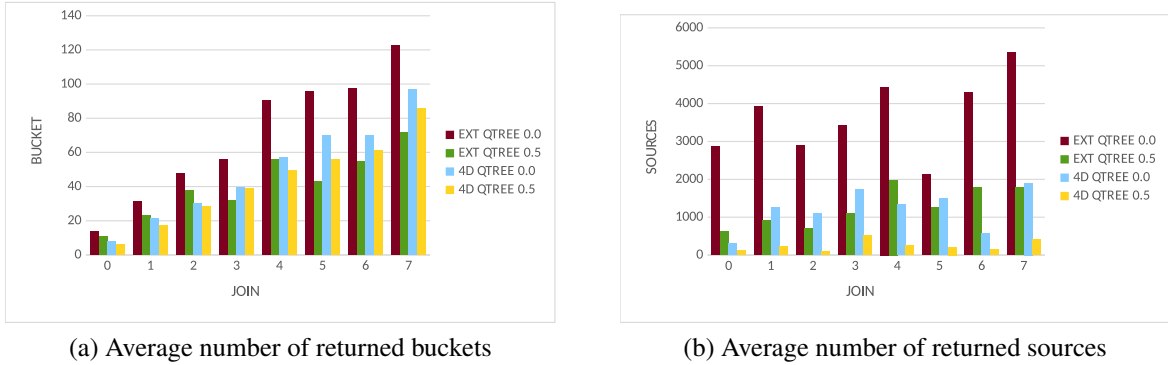 140
120
100
80
60
40
20
0
BUCKET
0 1 2 3 4 5 6 7
JOIN
EXT QTREE 0.0
EXT QTREE 0.5
4D QTREE 0.0
4D QTREE 0.5
(a) Average number of returned buckets
6000
5000
4000
3000
2000
1000
0
SOURCES
0 1 2 3 4 5 6 7
JOIN
EXT QTREE 0.0
EXT QTREE 0.5
4D QTREE 0.0
4D QTREE 0.5
(b) Average number of returned sources